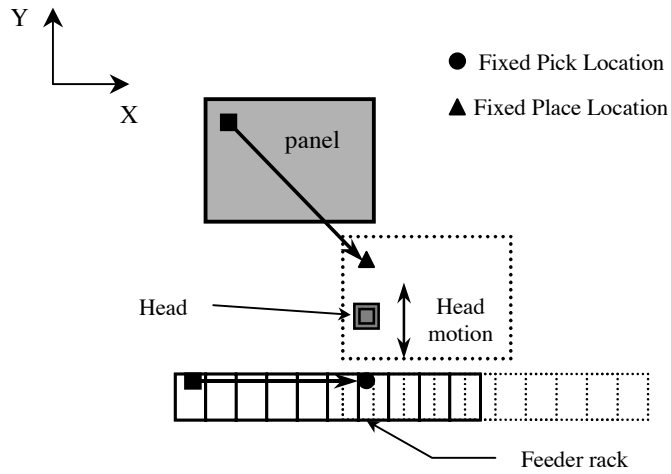 Y
X
Fixed Pick Location
Fixed Place Location
panel
Head
Head
motion
Feeder rack